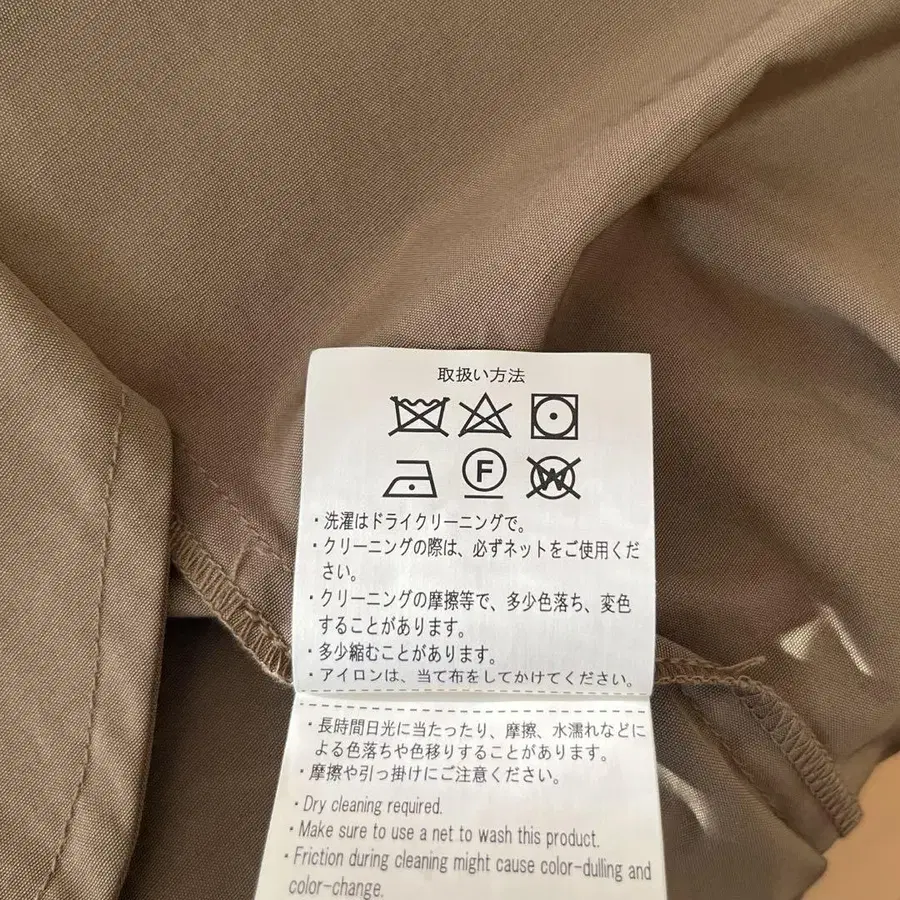 取扱い方法
F W
・洗濯はドライクリーニングで。
・クリーニングの際は、必ずネットをご使用くだ
さい。
・クリーニングの摩擦等で、多少色落ち、変色
することがあります。
・多少縮むことがあります。
・アイロンは、当て布をしてかけてください。
・長時間日光に当たったり、摩擦、水濡れなどに
よる色落ちや色移りすることがあります。
・摩擦や引っ掛けにご注意ください。
・Dry cleaning required.
・Make sure to use a net to wash this product.
・Friction during cleaning might cause color-dulling and
color-change.